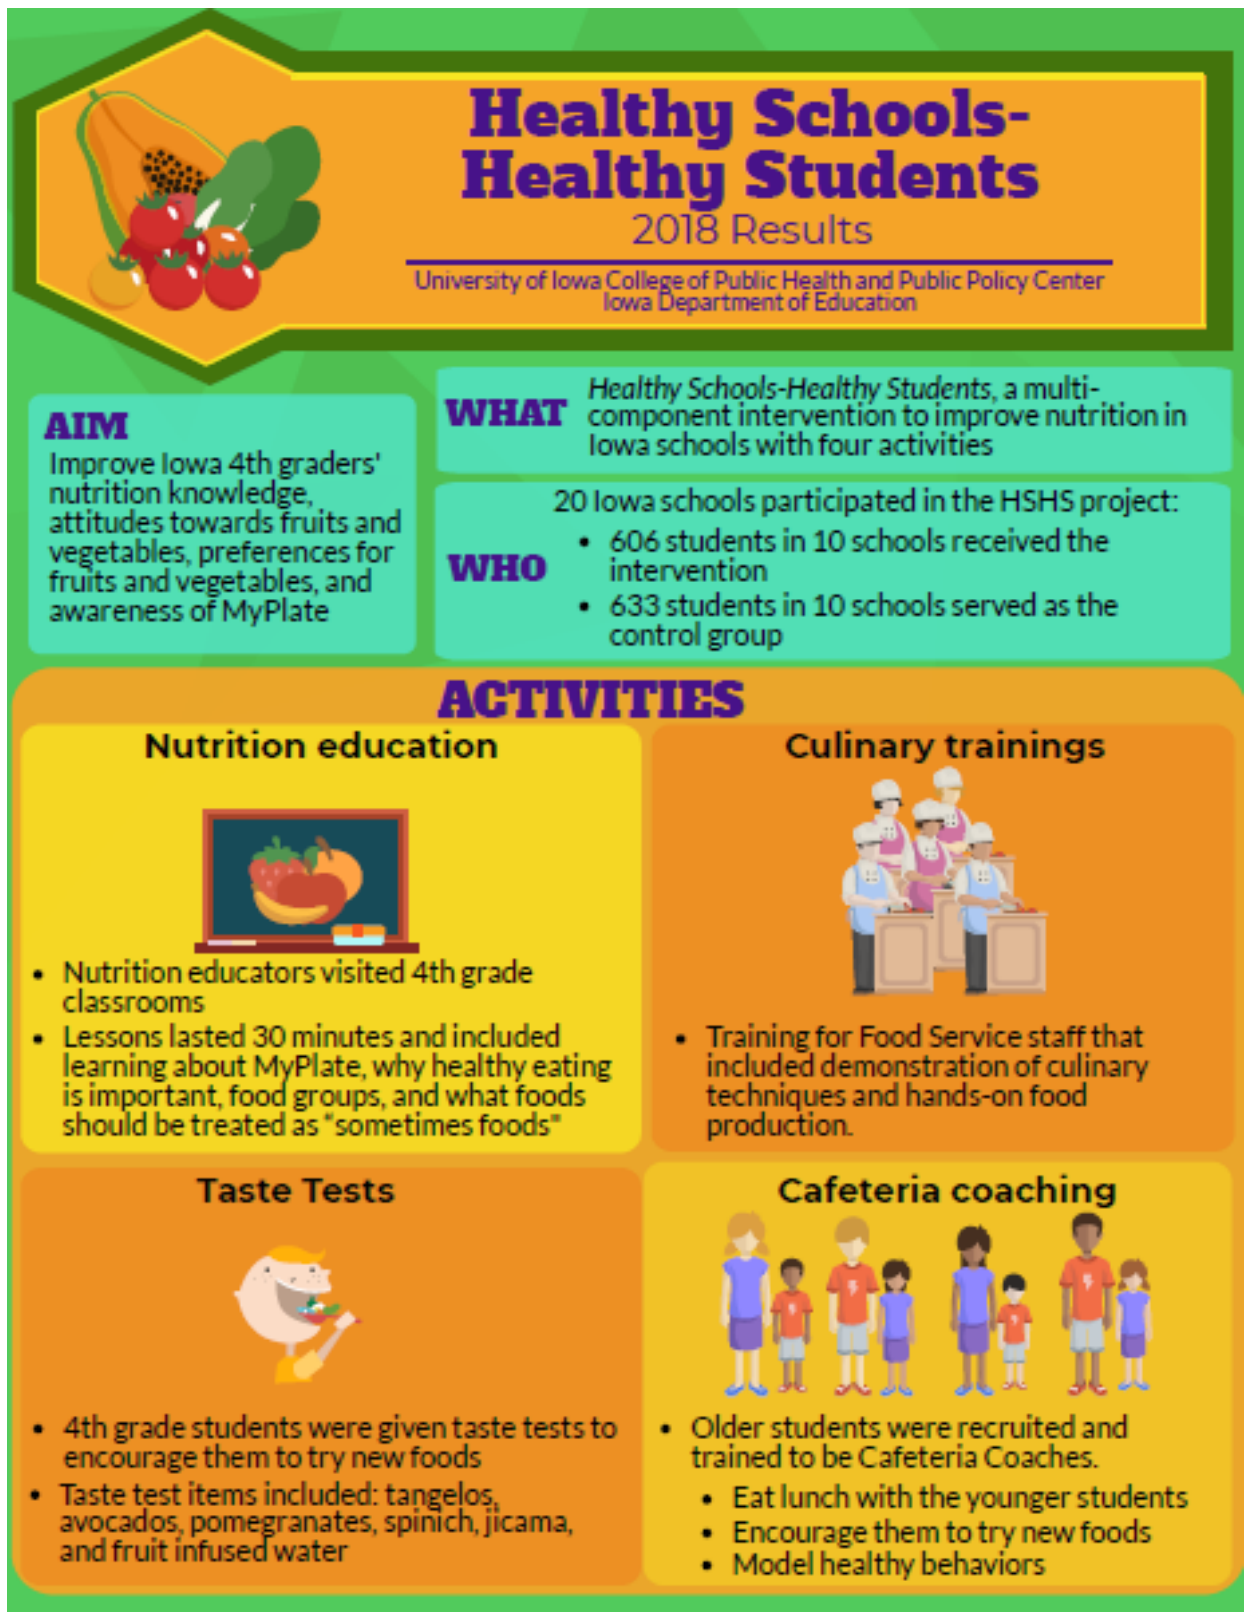 Healthy Schools-
Healthy Students
2018 Results
University of Iowa College of Public Health and Public Policy Center
Iowa Department of Education
AIM
Improve Iowa 4th graders'
nutrition knowledge,
attitudes towards fruits and
vegetables, preferences for
fruits and vegetables, and
awareness of MyPlate
WHAT
Healthy Schools-Healthy Students, a multi-
component intervention to improve nutrition in
Iowa schools with four activities
WHO
20 Iowa schools participated in the HSHS project:
• 606 students in 10 schools received the
intervention
• 633 students in 10 schools served as the
control group
ACTIVITIES
Nutrition education
• Nutrition educators visited 4th grade
classrooms
• Lessons lasted 30 minutes and included
learning about MyPlate, why healthy eating
is important, food groups, and what foods
should be treated as "sometimes foods"
Culinary trainings
• Training for Food Service staff that
included demonstration of culinary
techniques and hands-on food
production.
Taste Tests
• 4th grade students were given taste tests to
encourage them to try new foods
• Taste test items included: tangelos,
avocados, pomegranates, spinich, jicama,
and fruit infused water
Cafeteria coaching
• Older students were recruited and
trained to be Cafeteria Coaches.
• Eat lunch with the younger students
• Encourage them to try new foods
• Model healthy behaviors